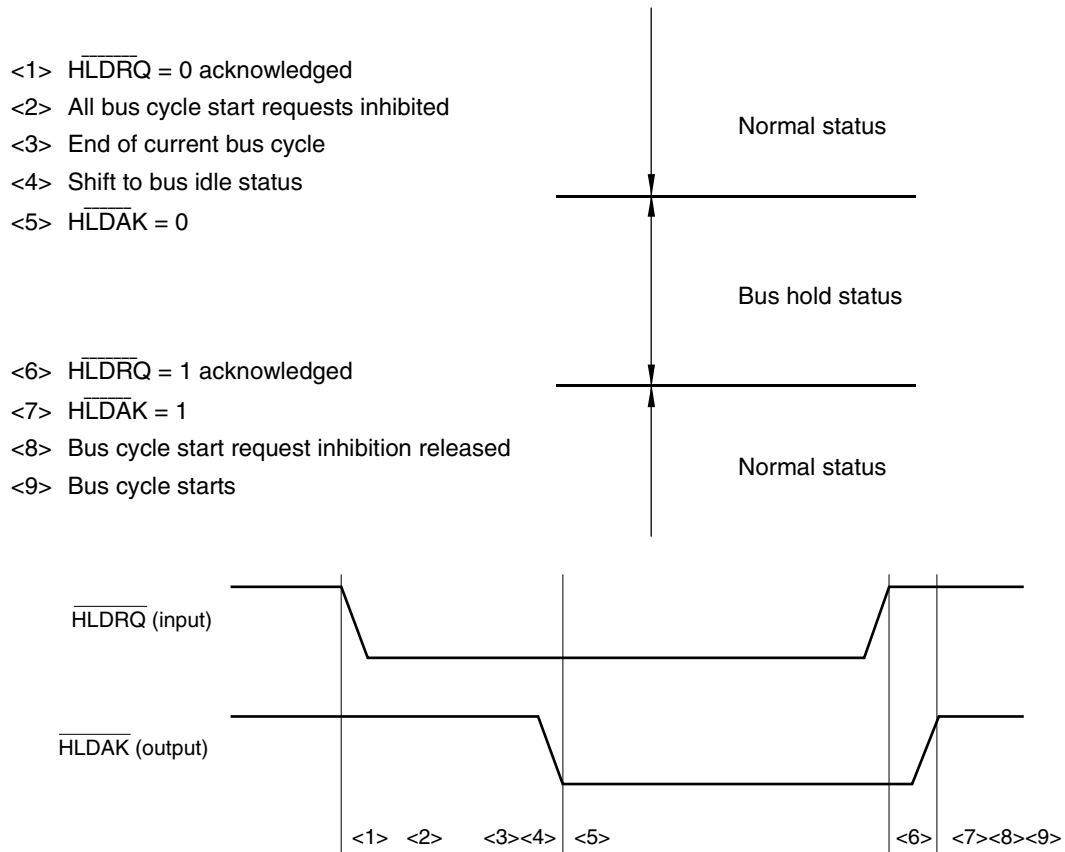 <1> HLDRQ = 0 acknowledged
<2> All bus cycle start requests inhibited
<3> End of current bus cycle
<4> Shift to bus idle status
<5> HLDAK = 0
Normal status
Bus hold status
<6> HLDRQ = 1 acknowledged
<7> HLDAK = 1
<8> Bus cycle start request inhibition released
<9> Bus cycle starts
Normal status
HLDRQ (input)
HLDAK (output)
<1> <2> <3><4> <5> <6> <7><8><9>